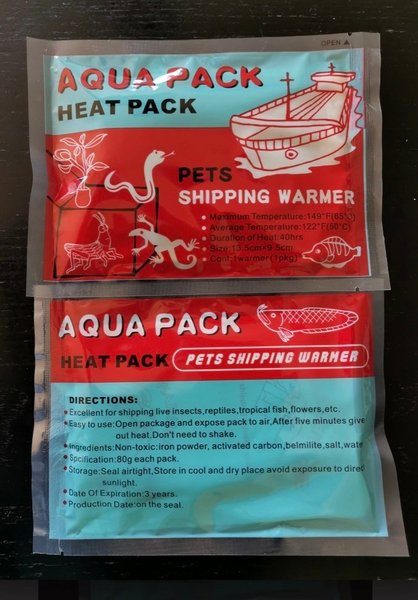 OPEN ▲
AQUA PACK
HEAT PACK
PETS
SHIPPING WARMER
• Maximum Temperature:149°F(65°C)
• Average Temperature:122°F(50°C)
• Duration of Heat:40hrs
• Size:13.5cm×9.5cm
• Cont:1warmer(1pkg)
AQUA PACK
HEAT PACK PETS SHIPPING WARMER
DIRECTIONS:
• Excellent for shipping live insects,reptiles,tropical fish,flowers,etc.
• Easy to use:Open package and expose pack to air,After five minutes give
out heat.Don't need to shake.
• Ingredients:Non-toxic:iron powder, activated carbon,belmilite,salt,water
• Spcification:80g each pack.
• Storage:Seal airtight,Store in cool and dry place avoid exposure to direct
sunlight.
• Date Of Expiration:3 years.
• Production Date:on the seal.